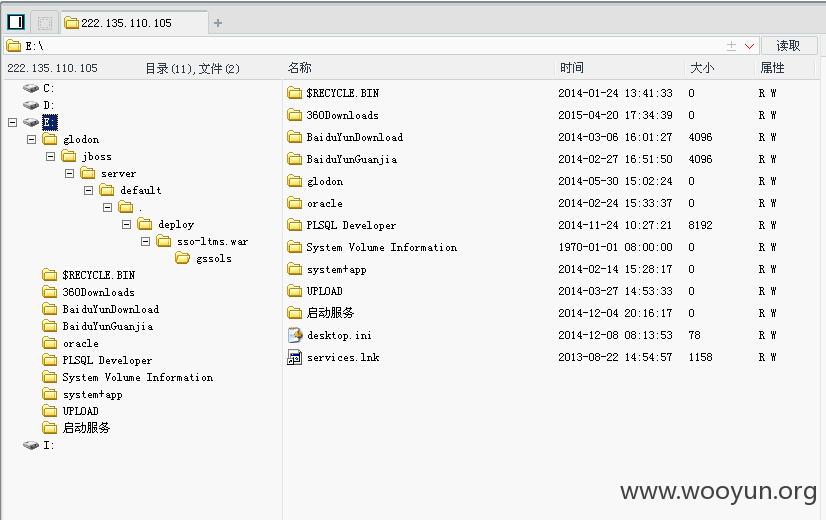 222.135.110.105
+
E:\
读取
222.135.110.105 目录(11),文件(2) 名称 时间 大小 属性
C:
D:
E:
glodon
jboss
server
default
.
deploy
sso-ltms.war
gssols
$RECYCLE.BIN
360Downloads
BaiduYunDownload
BaiduYunGuanjia
oracle
PLSQL Developer
System Volume Information
system+app
UPLOAD
启动服务
I:
$RECYCLE.BIN 2014-01-24 13:41:33 0 R W
360Downloads 2015-04-20 17:34:39 0 R W
BaiduYunDownload 2014-03-06 16:01:27 4096 R W
BaiduYunGuanjia 2014-02-27 16:51:50 4096 R W
glodon 2014-05-30 15:02:24 0 R W
oracle 2014-02-24 15:33:37 0 R W
PLSQL Developer 2014-11-24 10:27:21 8192 R W
System Volume Information 1970-01-01 08:00:00 0 R W
system+app 2014-02-14 15:28:17 0 R W
UPLOAD 2014-03-27 14:53:33 0 R W
启动服务 2014-12-04 20:16:17 0 R W
desktop.ini 2014-12-08 08:13:53 78 R W
services.lnk 2013-08-22 14:54:57 1158 R W
www.wooyun.org